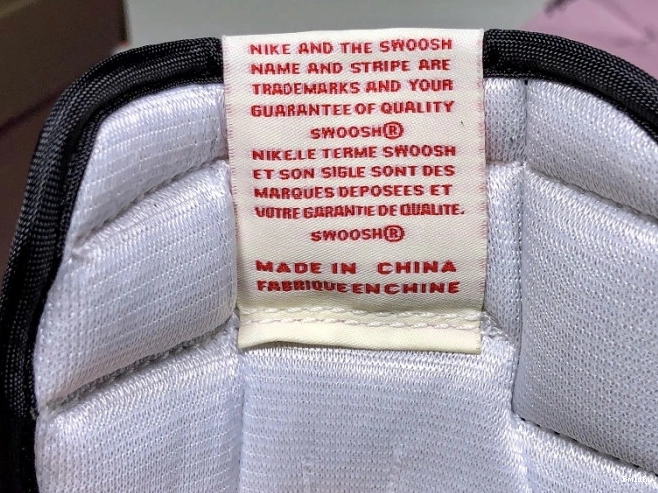 NIKE AND THE SWOOSH
NAME AND STRIPE ARE
TRADEMARKS AND YOUR
GUARANTEE OF QUALITY
SWOOSH®
NIKE.LE TERME SWOOSH
ET SON SIGLE SONT DES
MARQUES DEPOSEES ET
VOTRE GARANTIE DE QUALITE.
SWOOSH®
MADE IN CHINA
FABRIQUE EN CHINE